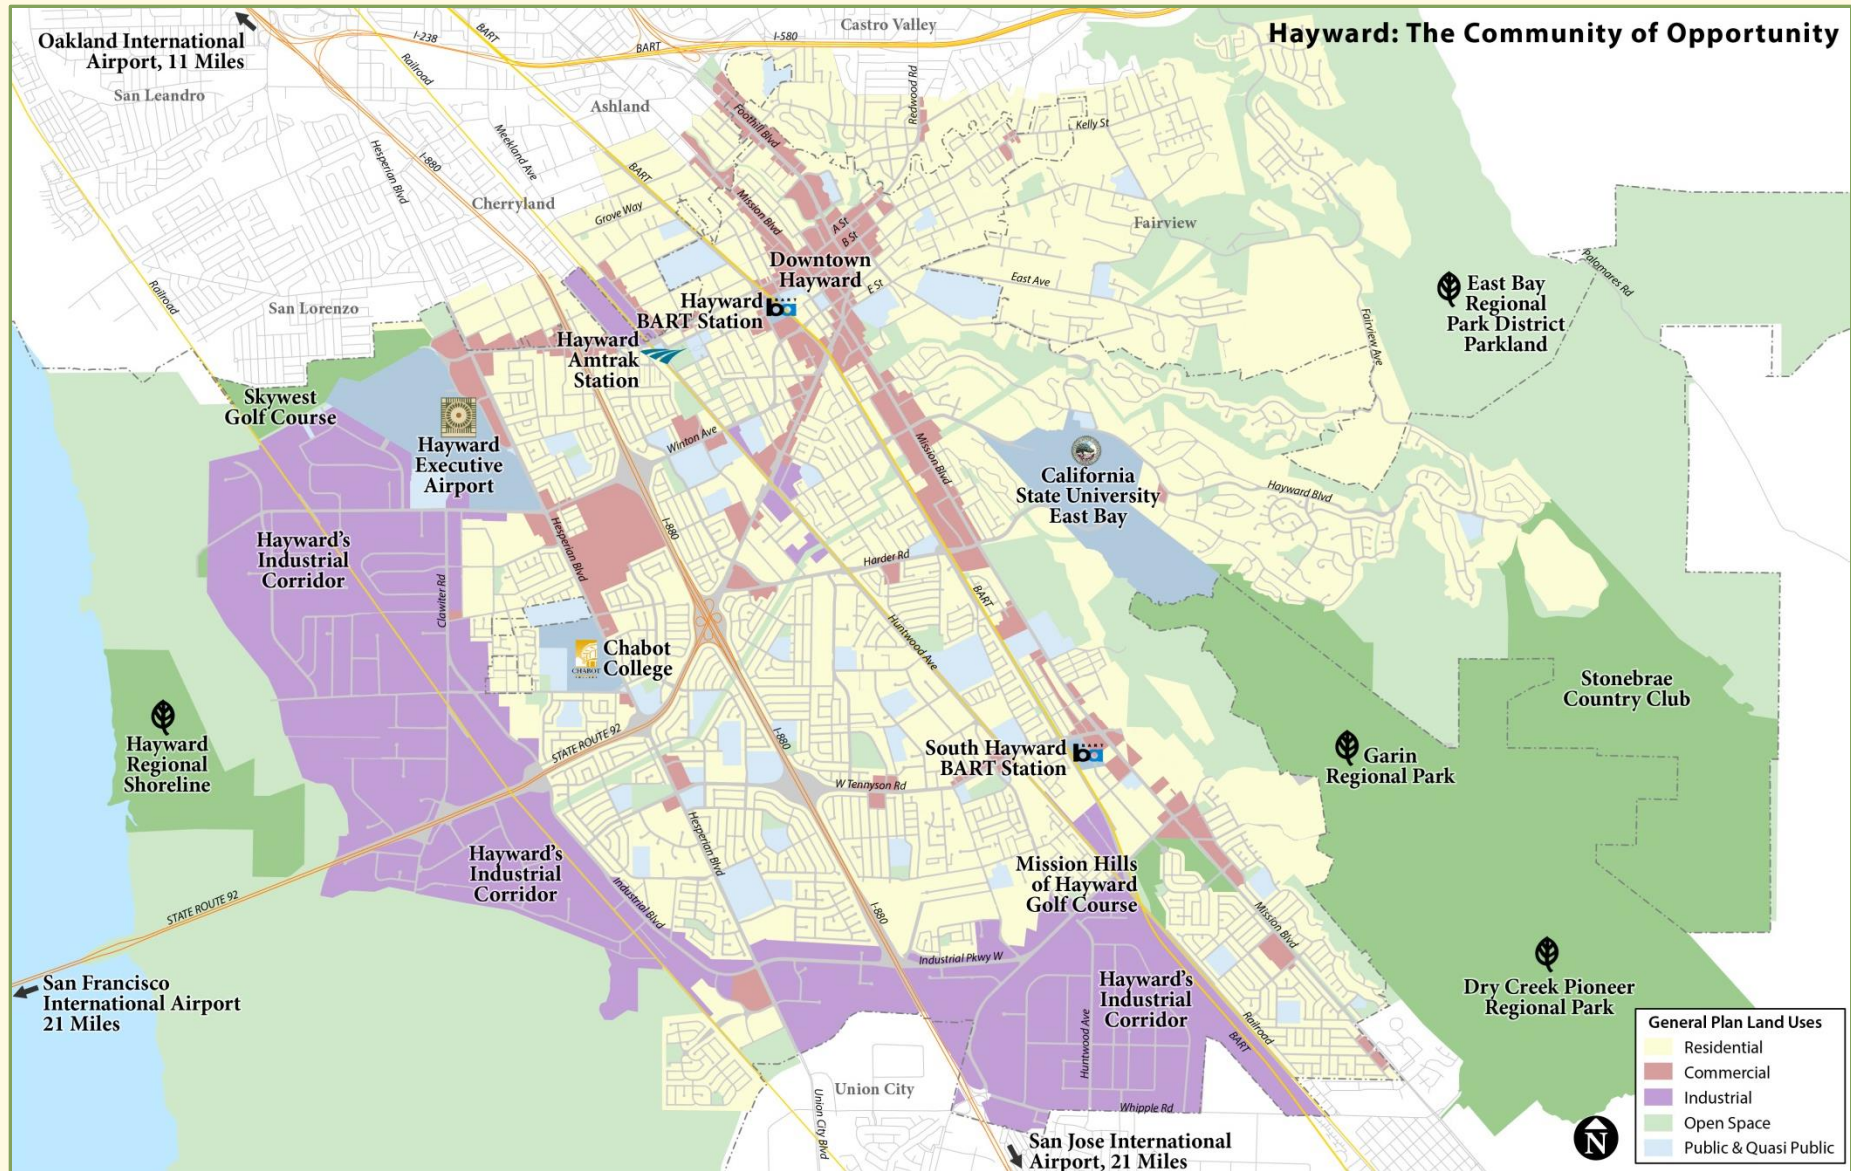 Hayward: The Community of Opportunity
Oakland International
Airport, 11 Miles
San Leandro
I-238
BART
BART
I-580
Castro Valley
Railroad
Ashland
Redwood Rd
Foothill Blvd
Kelly St
Meekland Ave
Hesperian Blvd
I-880
BART
Cherryland
Grove Way
Mission Blvd
A St
B St
Fairview
Downtown
Hayward
E St
East Ave
Palomares Rd
Railroad
San Lorenzo
Hayward
BART Station
BART
ba
East Bay
Regional
Park District
Parkland
Fairview Ave
Hayward
Amtrak
Station
Skywest
Golf Course
Hayward
Executive
Airport
Winton Ave
Mission Blvd
California
State University
East Bay
Hayward Blvd
Hayward's
Industrial
Corridor
Hesperian Blvd
I-880
Harder Rd
Clawiter Rd
BART
Huntwood Ave
CHABOT
COLLEGE
Chabot
College
Stonebrae
Country Club
Hayward
Regional
Shoreline
STATE ROUTE 92
I-880
South Hayward
BART Station
BART
ba
Garin
Regional Park
W Tennyson Rd
Hesperian Blvd
Hayward's
Industrial
Corridor
Mission Hills
of Hayward
Golf Course
STATE ROUTE 92
Industrial Blvd
I-880
Mission Blvd
Industrial Pkwy W
San Francisco
International Airport
21 Miles
Hayward's
Industrial
Corridor
Dry Creek Pioneer
Regional Park
Huntwood Ave
Railroad
BART
Union City
Union City Blvd
Whipple Rd
San Jose International
Airport, 21 Miles
N
General Plan Land Uses
Residential
Commercial
Industrial
Open Space
Public & Quasi Public